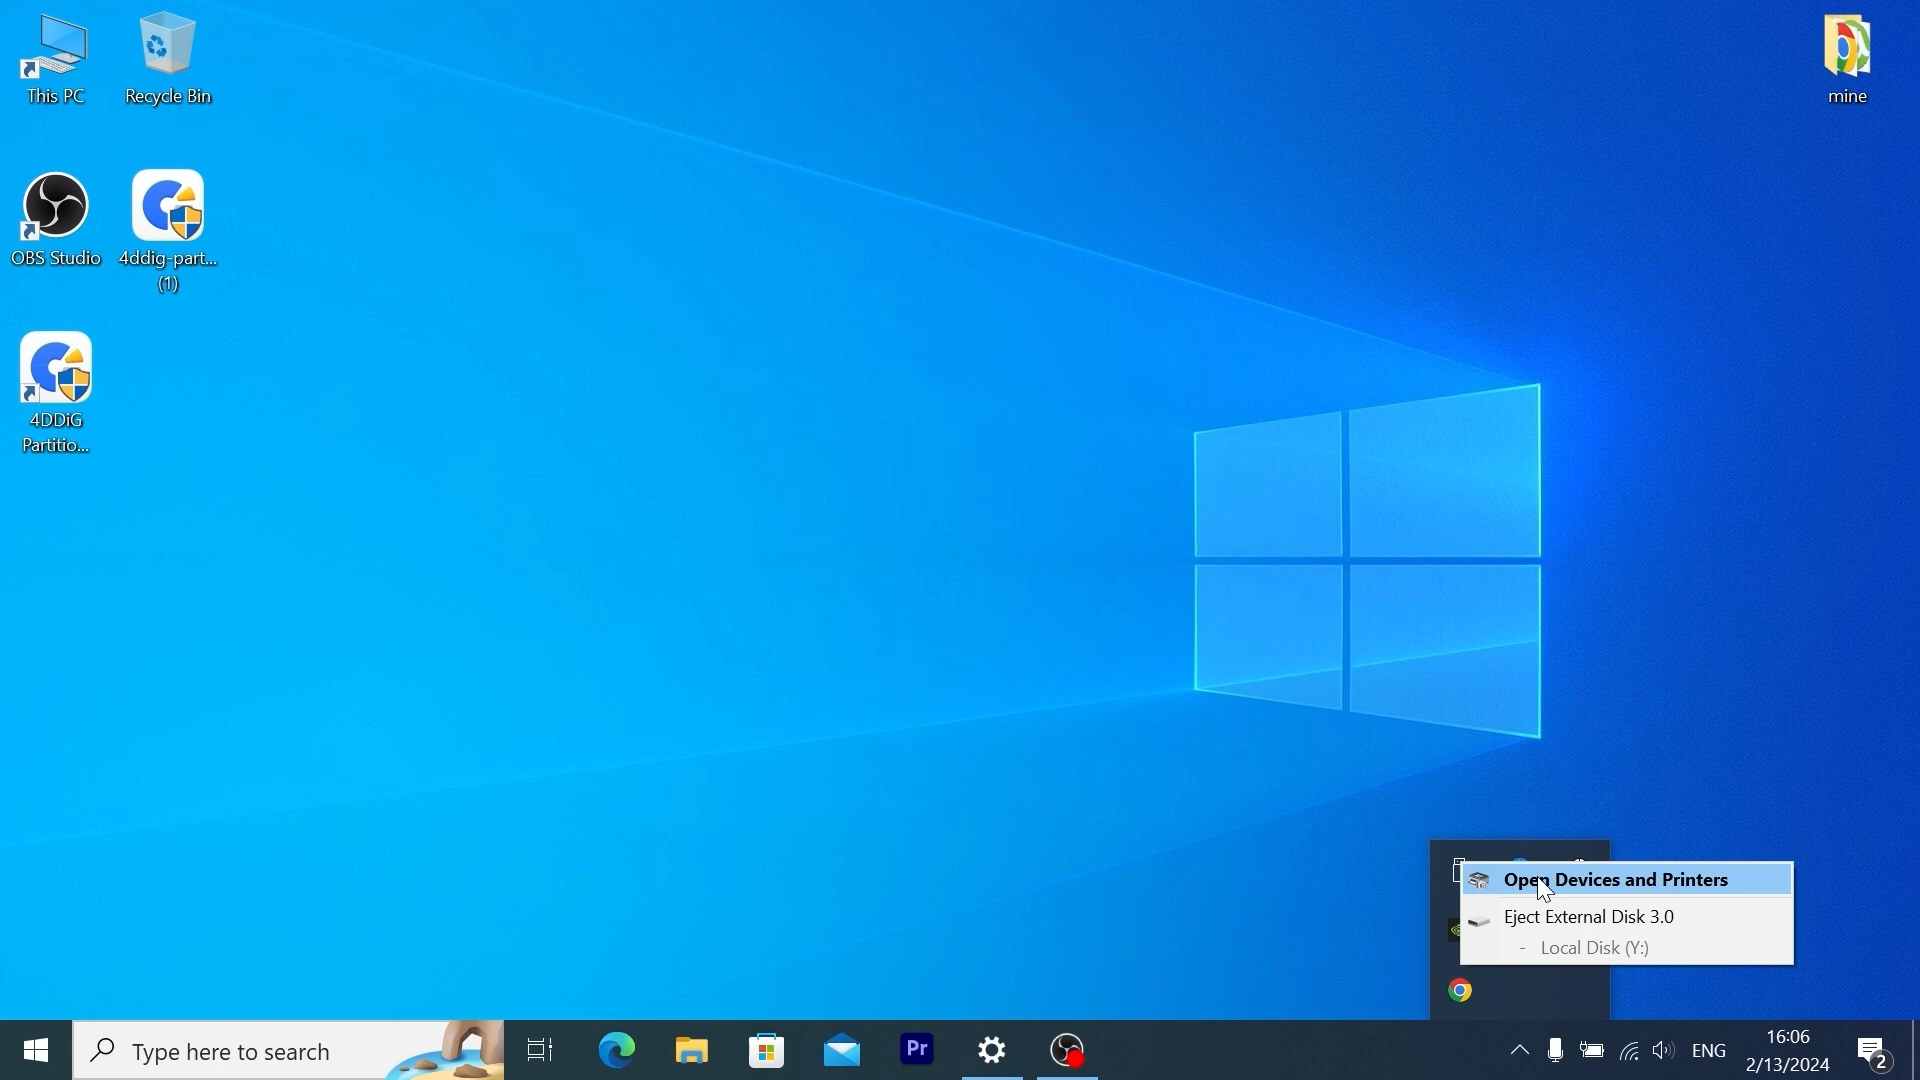 This PC
Recycle Bin
mine
OBS Studio
4ddig-part...
(1)
4DDiG
Partitio...
Open Devices and Printers
Eject External Disk 3.0
- Local Disk (Y:)
Type here to search
Pr
ENG
16:06
2/13/2024
2